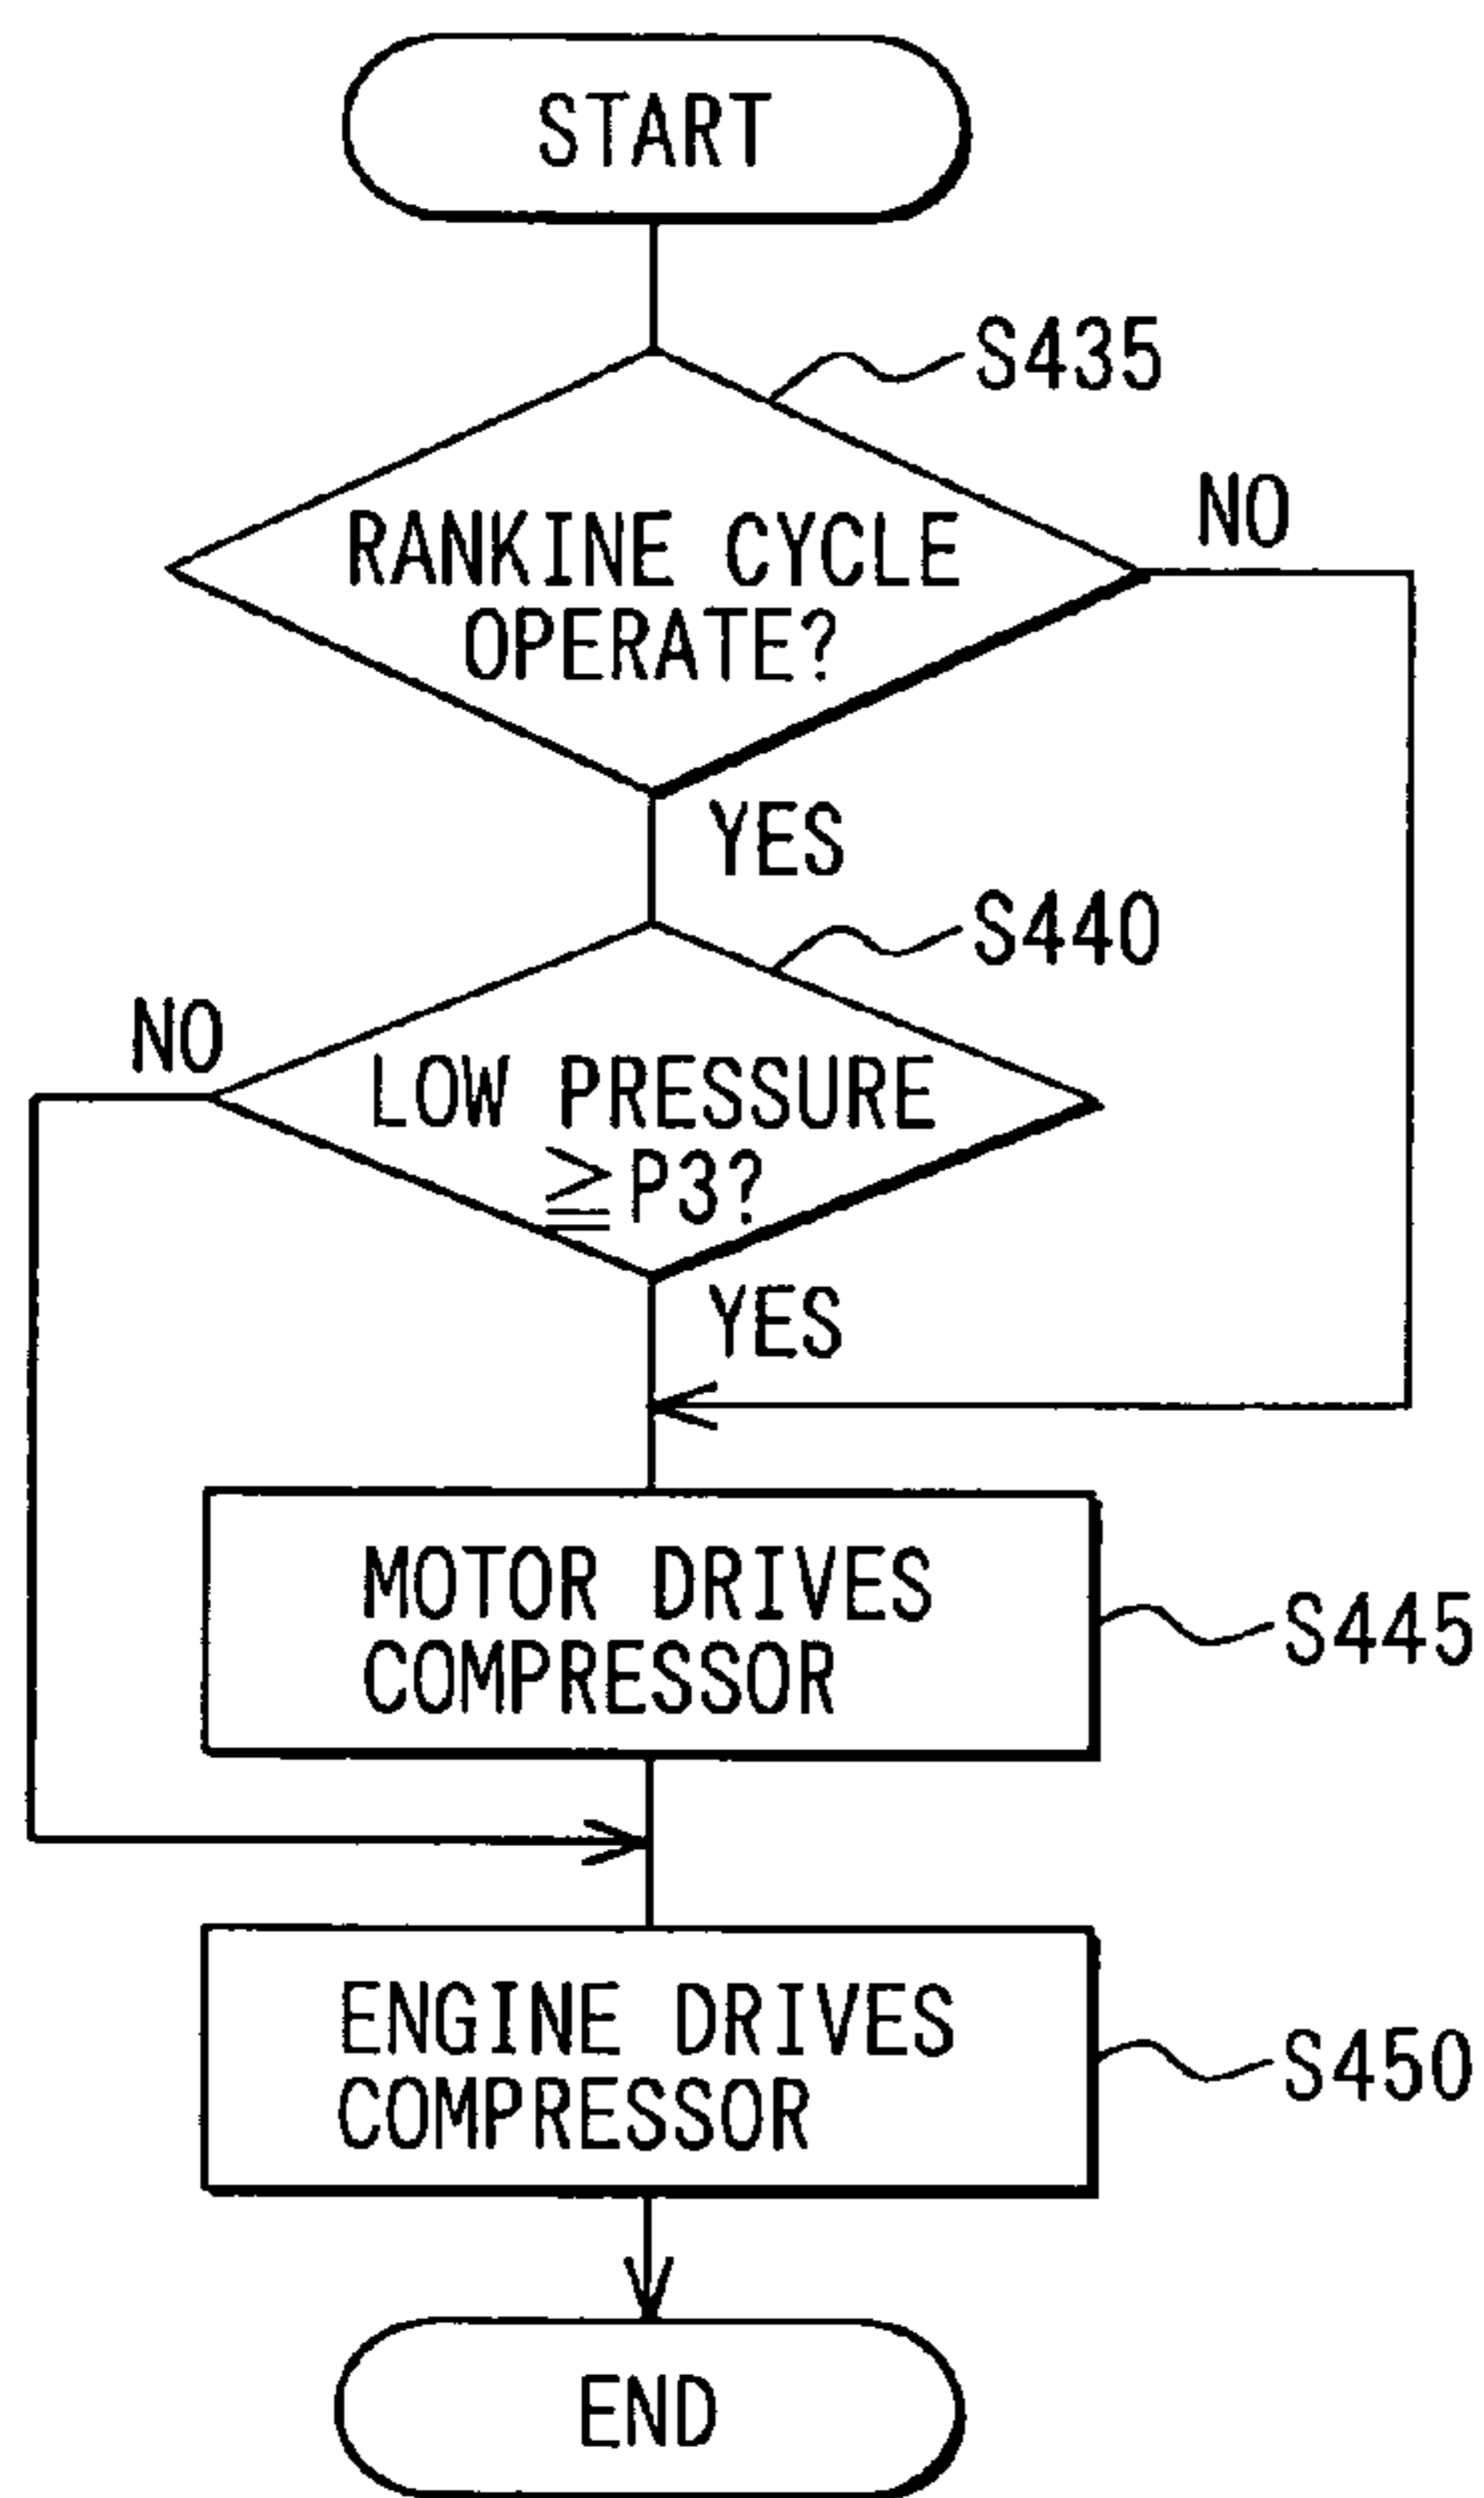 START
S435
NO
RANKINE CYCLE
OPERATE?
YES
S440
NO
LOW PRESSURE
≧P3?
YES
MOTOR DRIVES
COMPRESSOR
S445
ENGINE DRIVES
COMPRESSOR
S450
END